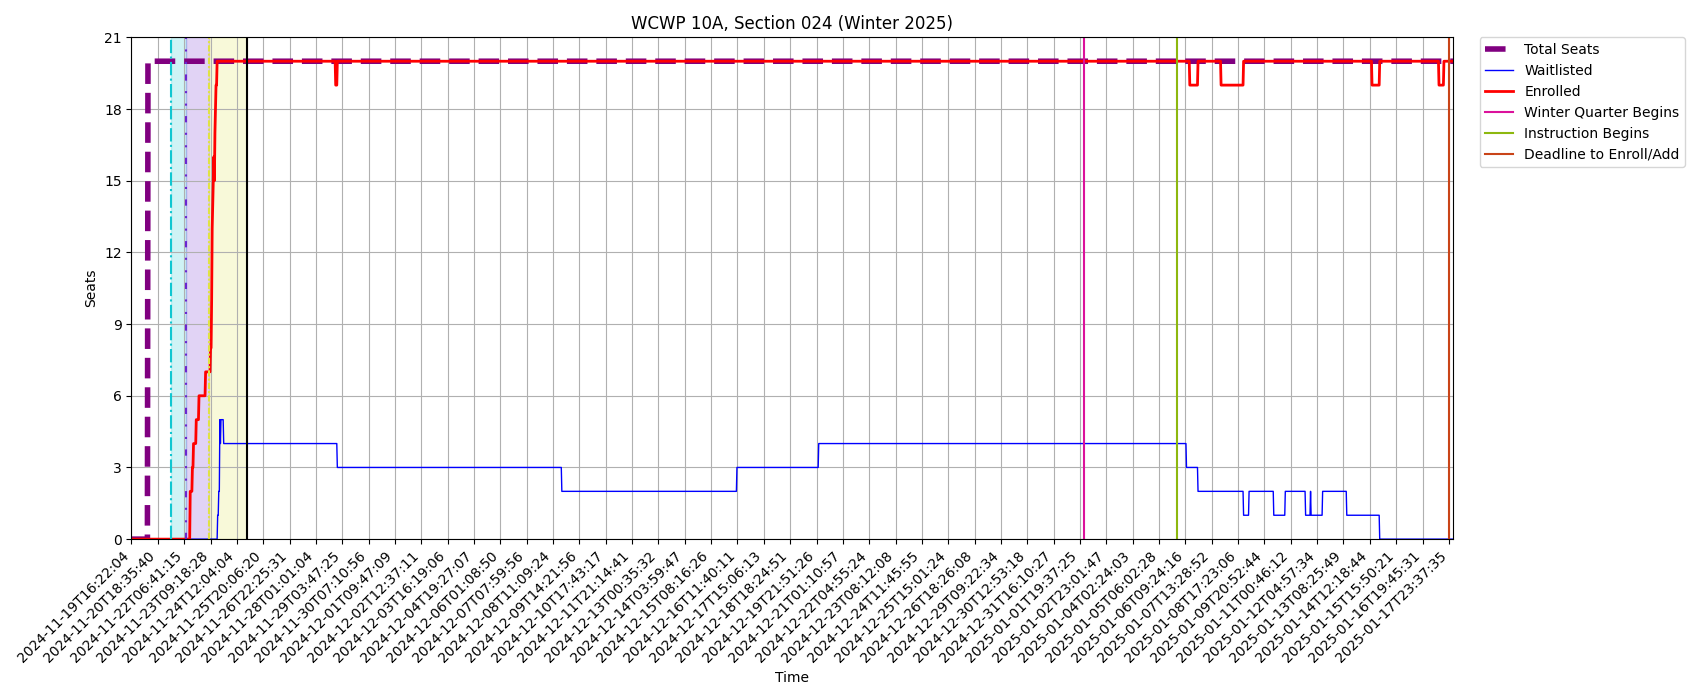 WCWP 10A, Section 024 (Winter 2025)
Seats
21
18
15
12
9
6
3
0
2024-11-19T16:22:04
2024-11-20T18:35:40
2024-11-22T06:41:15
2024-11-23T09:18:28
2024-11-24T12:04:04
2024-11-25T20:06:20
2024-11-26T22:25:31
2024-11-28T01:01:04
2024-11-29T03:47:25
2024-11-30T07:10:56
2024-12-01T09:47:09
2024-12-02T12:37:11
2024-12-03T16:19:06
2024-12-04T19:27:07
2024-12-06T01:08:50
2024-12-07T07:59:56
2024-12-08T11:09:24
2024-12-09T14:21:56
2024-12-10T17:43:17
2024-12-11T21:14:41
2024-12-13T00:35:32
2024-12-14T03:59:47
2024-12-15T08:16:26
2024-12-16T11:40:11
2024-12-17T15:06:13
2024-12-18T18:24:51
2024-12-19T21:51:26
2024-12-21T01:10:57
2024-12-22T04:55:24
2024-12-23T08:12:08
2024-12-24T11:45:55
2024-12-25T15:01:24
2024-12-26T18:26:08
2024-12-29T09:22:34
2024-12-30T12:53:18
2024-12-31T16:10:27
2025-01-01T19:37:25
2025-01-02T23:01:47
2025-01-04T02:24:03
2025-01-05T06:02:28
2025-01-06T09:24:16
2025-01-07T13:28:52
2025-01-08T17:23:06
2025-01-09T20:52:44
2025-01-11T00:46:12
2025-01-12T04:57:34
2025-01-13T08:25:49
2025-01-14T12:18:44
2025-01-15T15:50:21
2025-01-16T19:45:31
2025-01-17T23:37:35
Time
Total Seats
Waitlisted
Enrolled
Winter Quarter Begins
Instruction Begins
Deadline to Enroll/Add